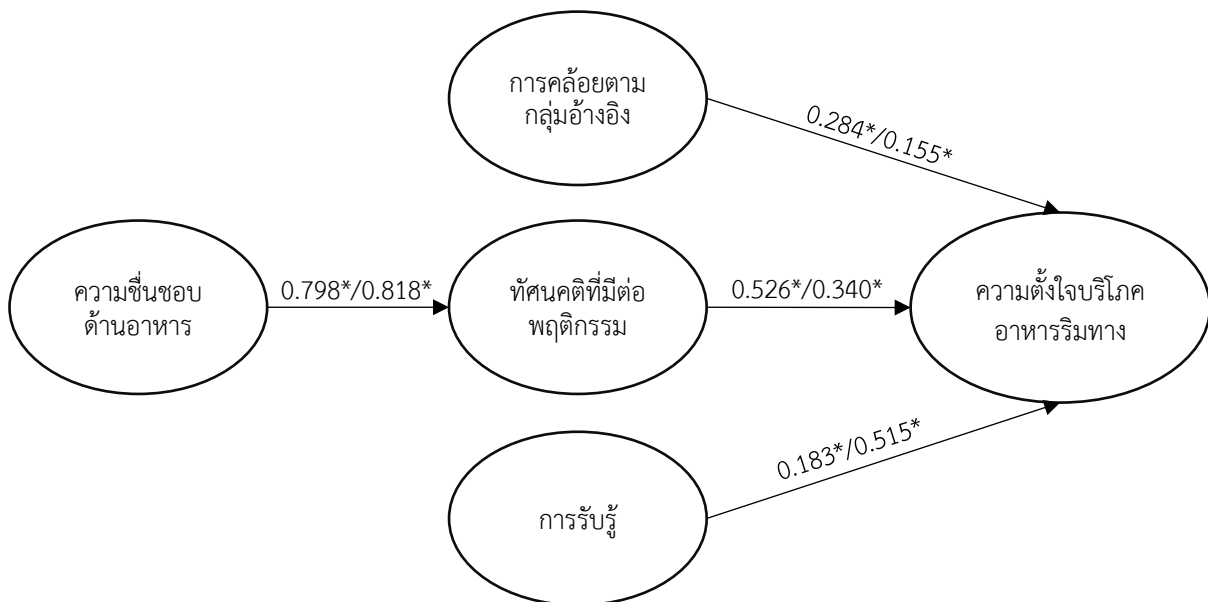 การคล้อยตาม
กลุ่มอ้างอิง
0.284*/0.155*
ความชื่นชอบ
ด้านอาหาร
0.798*/0.818*
ทัศนคติที่มีต่อ
พฤติกรรม
0.526*/0.340*
ความตั้งใจบริโภค
อาหารริมทาง
0.183*/0.515*
การรับรู้